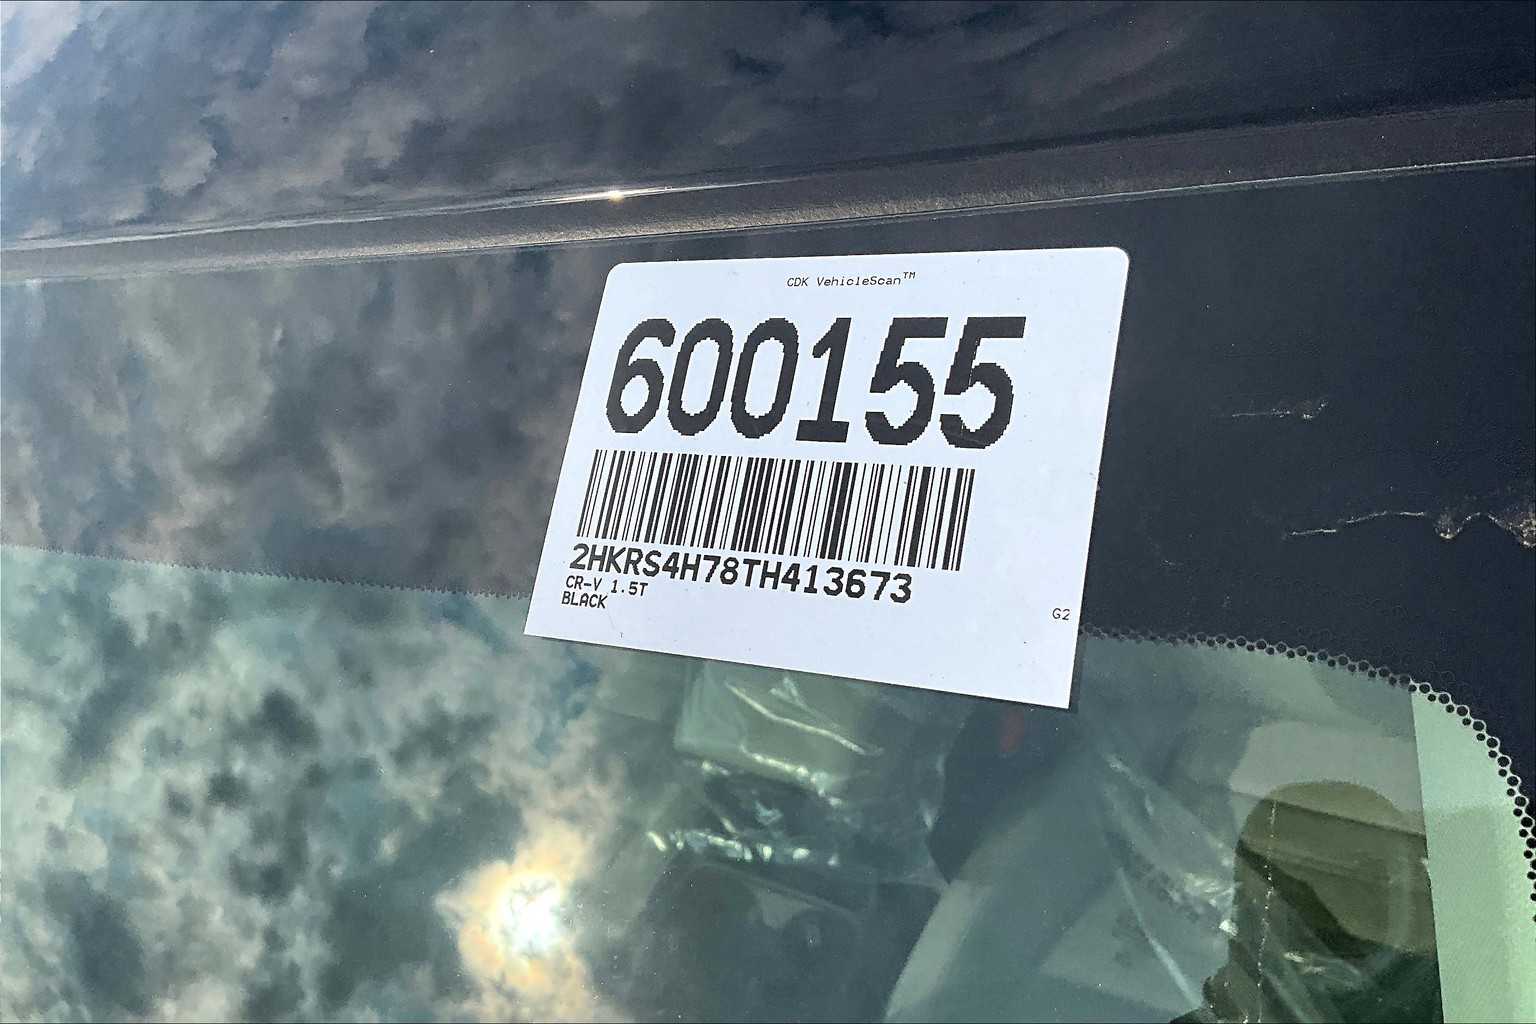 CDK VehicleScan™
600155
2HKRS4H78TH413673
CR-V 1.5T
BLACK
G2